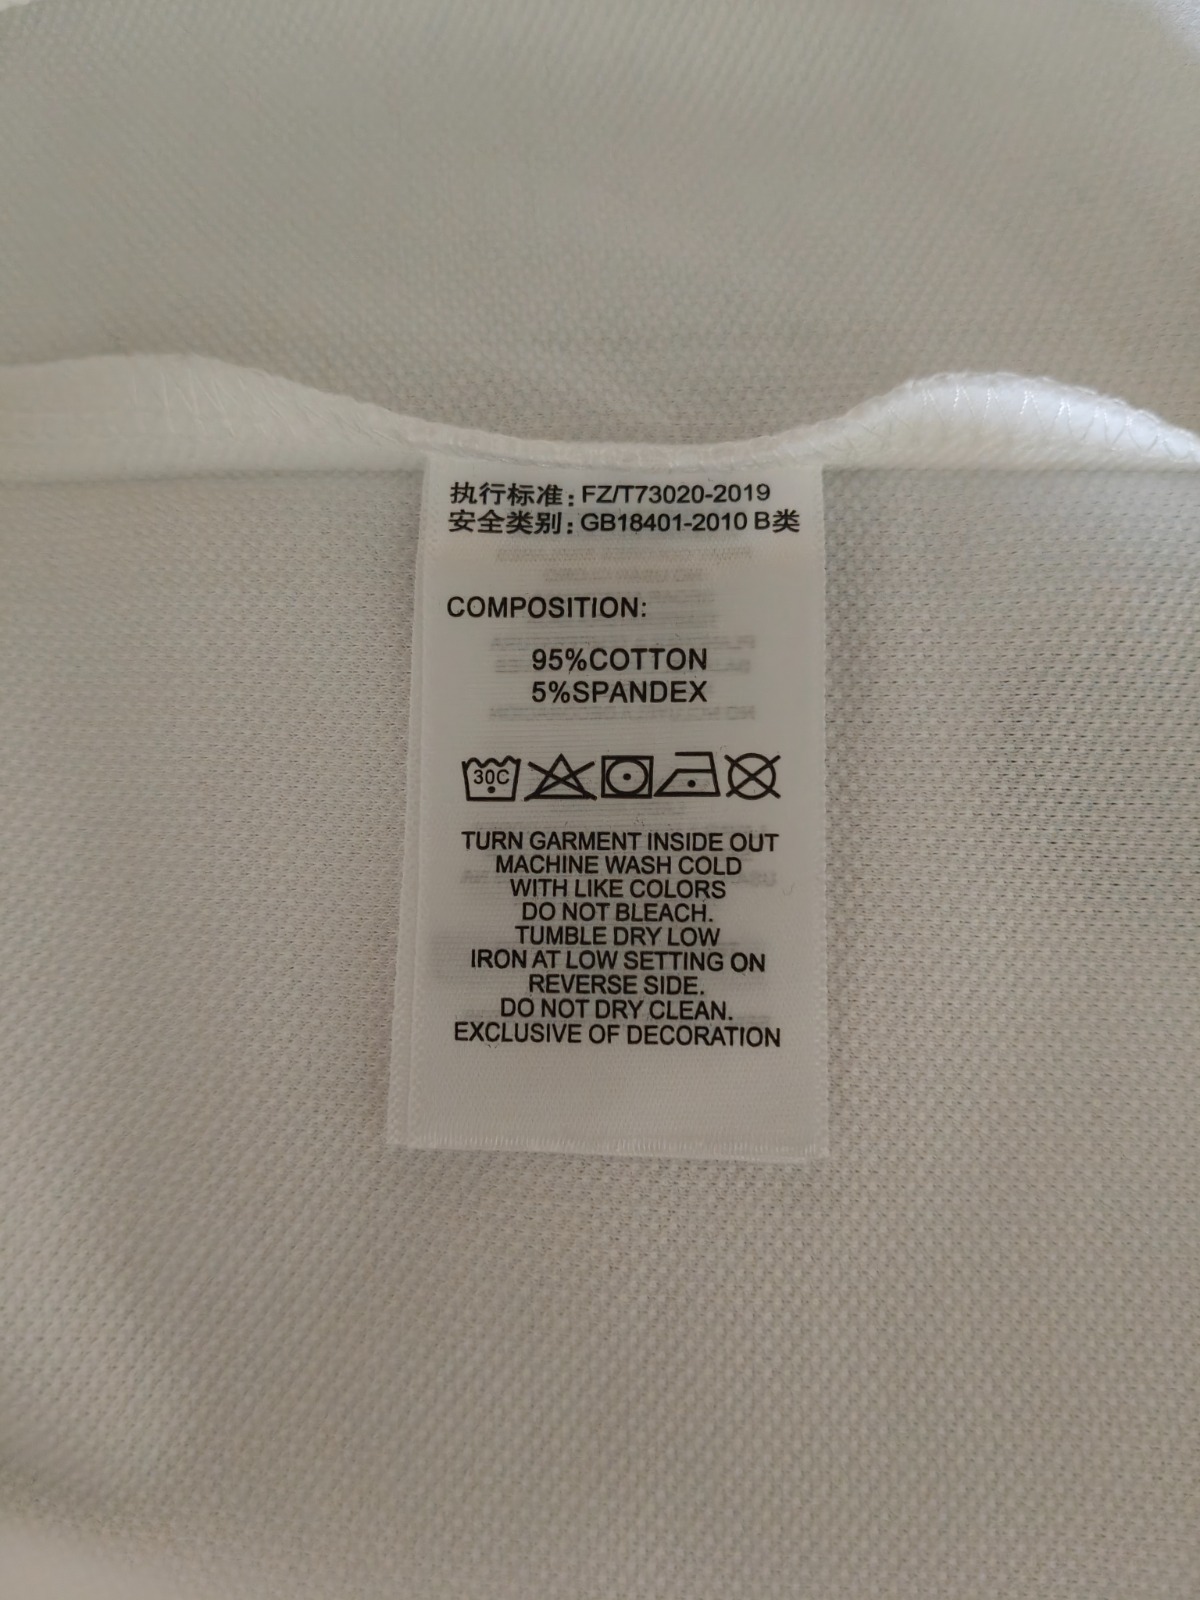 执行标准: FZ/T73020-2019
安全类别: GB18401-2010 B类
COMPOSITION:
95%COTTON
5%SPANDEX
30C
TURN GARMENT INSIDE OUT
MACHINE WASH COLD
WITH LIKE COLORS
DO NOT BLEACH.
TUMBLE DRY LOW
IRON AT LOW SETTING ON
REVERSE SIDE.
DO NOT DRY CLEAN.
EXCLUSIVE OF DECORATION